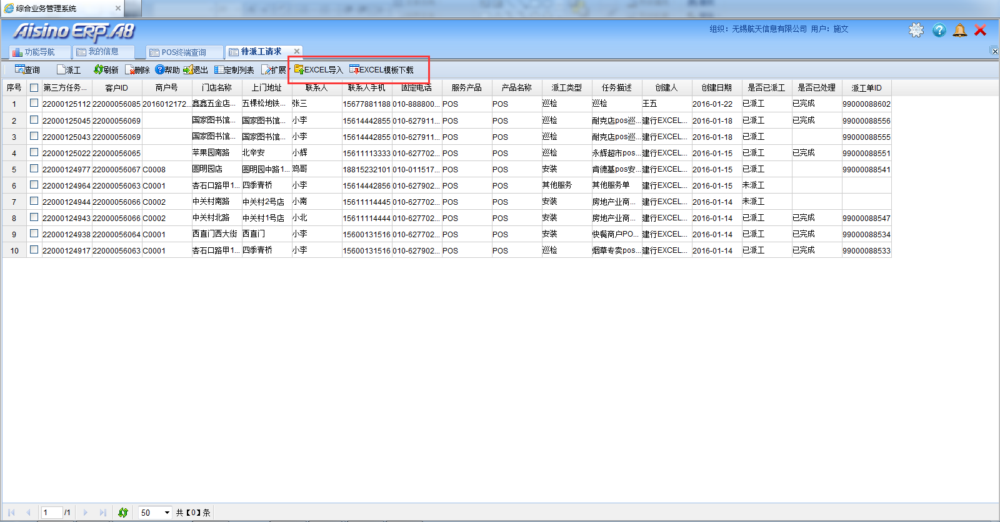 综合业务管理系统
Aisino ERP.A8
组织：无锡航天信息有限公司 用户：施文
功能导航 我的信息 POS终端查询 待派工请求
查询 派工 刷新 删除 帮助 退出 定制列表 扩展 EXCEL导入 EXCEL模板下载
序号 第三方任务... 客户ID 商户号 门店名称 上门地址 联系人 联系人手机 固定电话 服务产品 产品名称 派工类型 任务描述 创建人 创建日期 是否已派工 是否已处理 派工单ID
1 22000125112 22000056085 2016012172... 鑫鑫五金店... 五棵松地铁... 张三 15677881188 010-888800... POS POS 巡检 巡检 王五 2016-01-22 已派工 已完成 99000088602
2 22000125045 22000056069 国家图书馆... 国家图书馆... 小李 15614442855 010-627911... POS POS 巡检 耐克店pos巡... 建行EXCEL... 2016-01-18 已派工 已完成 99000088556
3 22000125043 22000056069 国家图书馆... 国家图书馆... 小李 15614442855 010-627911... POS POS 巡检 耐克店pos巡... 建行EXCEL... 2016-01-18 已派工 99000088555
4 22000125022 22000056065 苹果园南路 北辛安 小辉 15611113333 010-627702... POS POS 巡检 永辉超市pos... 建行EXCEL... 2016-01-15 已派工 已完成 99000088551
5 22000124977 22000056067 C0008 圆明园店 圆明园中路1... 鸡哥 18815232101 010-011517... POS POS 安装 肯德基pos安... 建行EXCEL... 2016-01-15 已派工 99000088541
6 22000124964 22000056063 C0001 杏石口路甲1... 四季青桥 小李 15614442856 010-627902... POS POS 其他服务 其他服务单 建行EXCEL... 2016-01-15 未派工
7 22000124944 22000056066 C0002 中关村南路 中关村2号店 小南 15611114445 010-627702... POS POS 安装 房地产业商... 建行EXCEL... 2016-01-14 未派工
8 22000124943 22000056066 C0002 中关村北路 中关村1号店 小北 15611114444 010-627702... POS POS 安装 房地产业商... 建行EXCEL... 2016-01-14 已派工 已完成 99000088547
9 22000124938 22000056064 C0001 西直门西大街 西直门 小李 15600131516 010-627702... POS POS 安装 快餐商户PO... 建行EXCEL... 2016-01-14 已派工 已完成 99000088534
10 22000124917 22000056063 C0001 杏石口路甲1... 四季青桥 小李 15600131516 010-627902... POS POS 巡检 烟草专卖pos... 建行EXCEL... 2016-01-14 已派工 已完成 99000088533
1 /1 50 共【0】条